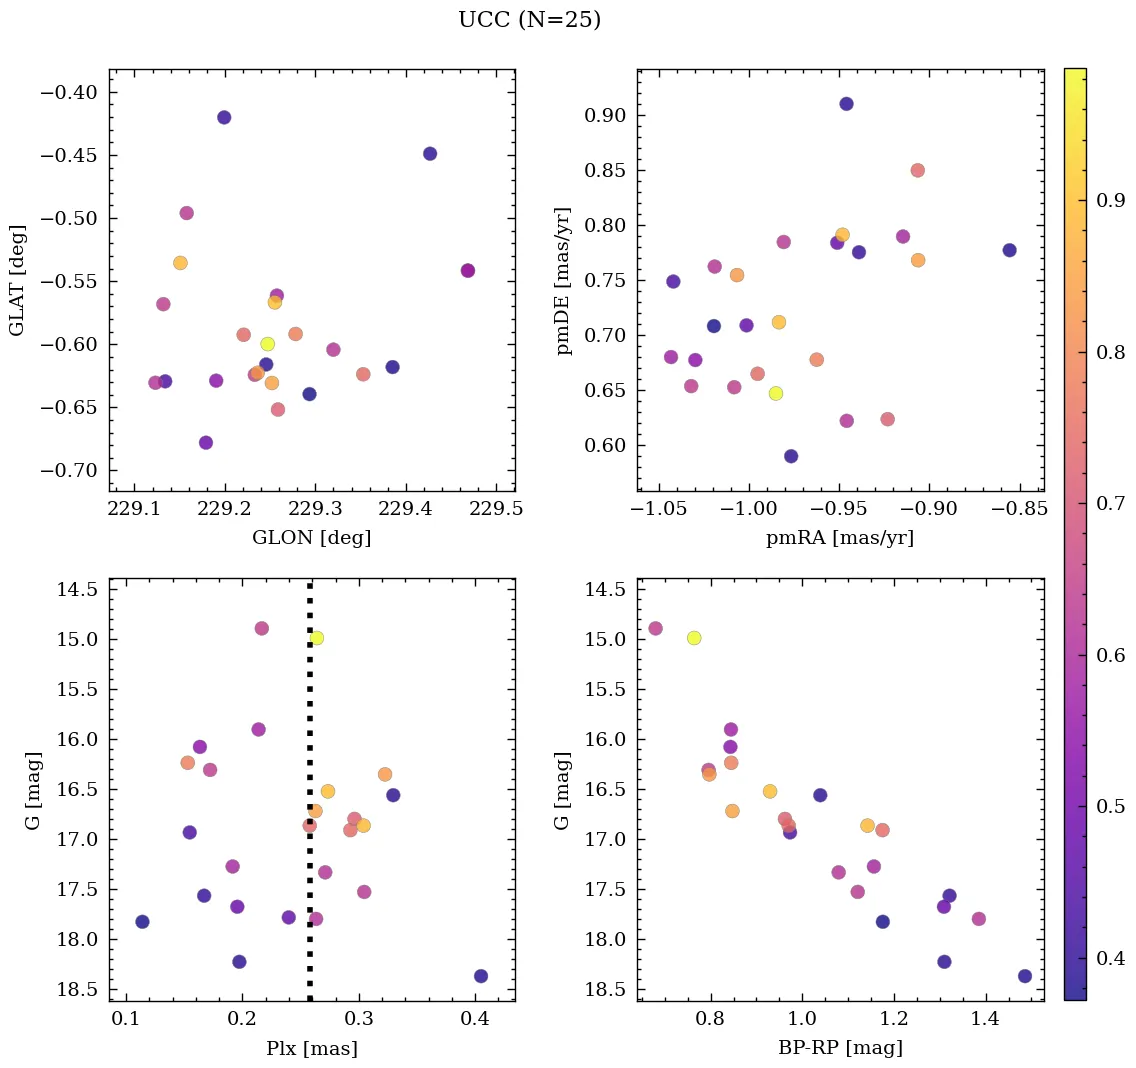 UCC (N=25)
−0.40
−0.45
−0.50
−0.55
−0.60
−0.65
−0.70
GLAT [deg]
229.1 229.2 229.3 229.4 229.5
GLON [deg]
0.90
0.85
0.80
0.75
0.70
0.65
0.60
pmDE [mas/yr]
−1.05 −1.00 −0.95 −0.90 −0.85
pmRA [mas/yr]
14.5
15.0
15.5
16.0
16.5
17.0
17.5
18.0
18.5
G [mag]
0.1 0.2 0.3 0.4
Plx [mas]
14.5
15.0
15.5
16.0
16.5
17.0
17.5
18.0
18.5
G [mag]
0.8 1.0 1.2 1.4
BP-RP [mag]
0.9
0.8
0.7
0.6
0.5
0.4